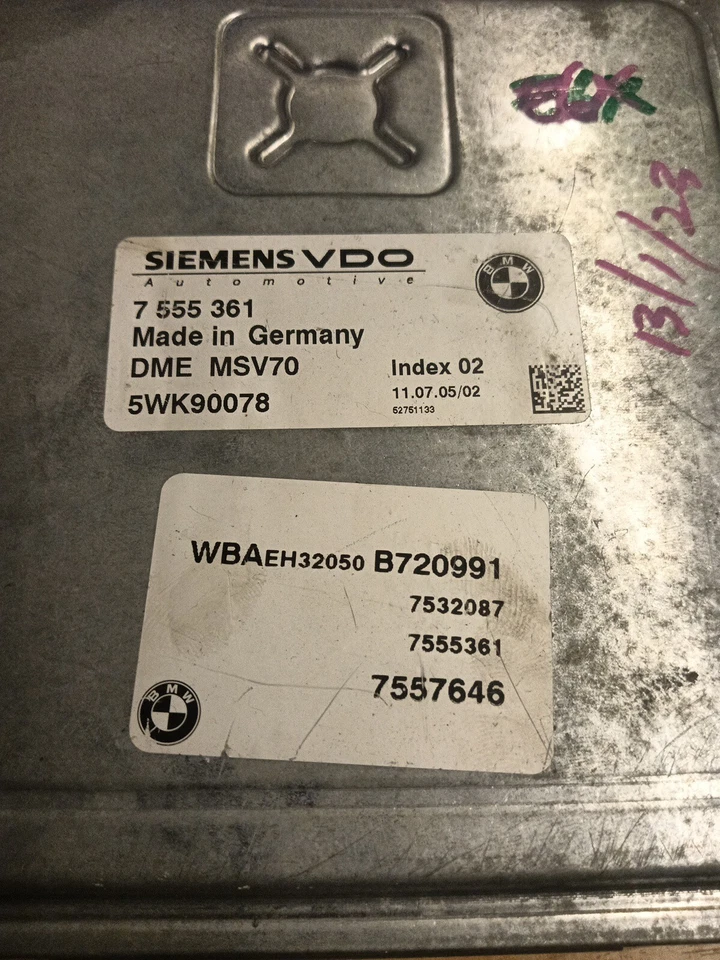 13/1/23
SIEMENS VDO
Automotive
BMW
7 555 361
Made in Germany
DME MSV70
Index 02
5WK90078
11.07.05/02
52751133
WBAEH32050 B720991
7532087
7555361
7557646
BMW